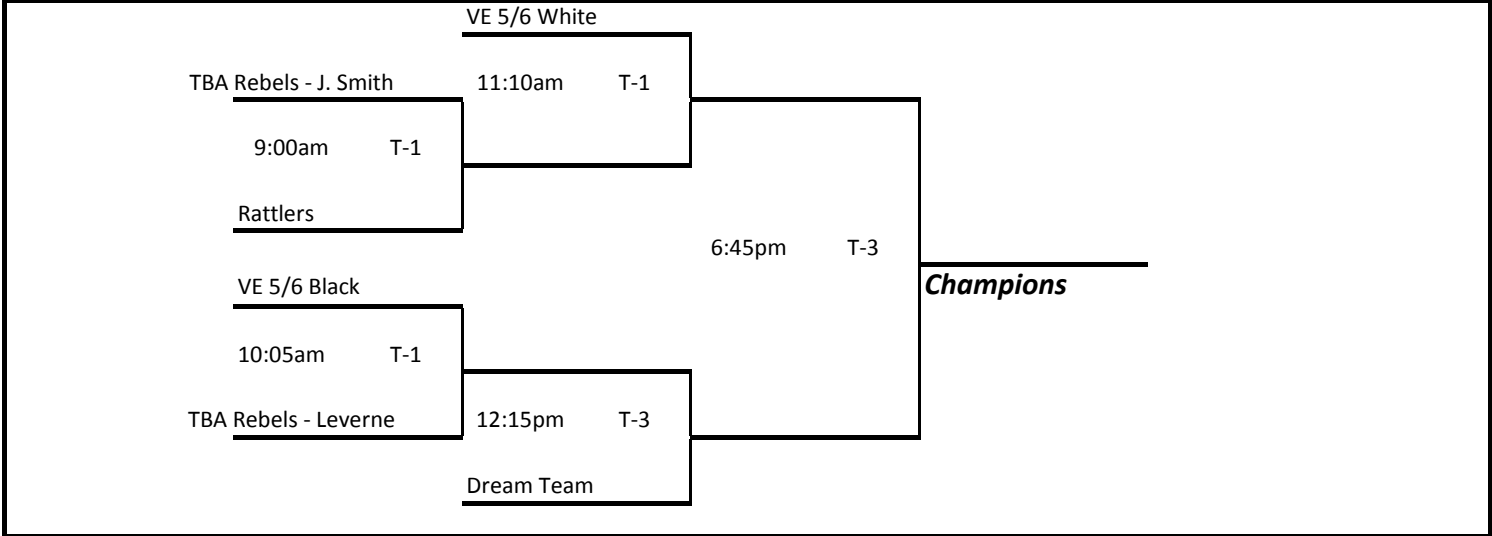 VE 5/6 White
TBA Rebels - J. Smith 11:10am T-1
9:00am T-1
Rattlers
6:45pm T-3
VE 5/6 Black
Champions
10:05am T-1
TBA Rebels - Leverne 12:15pm T-3
Dream Team